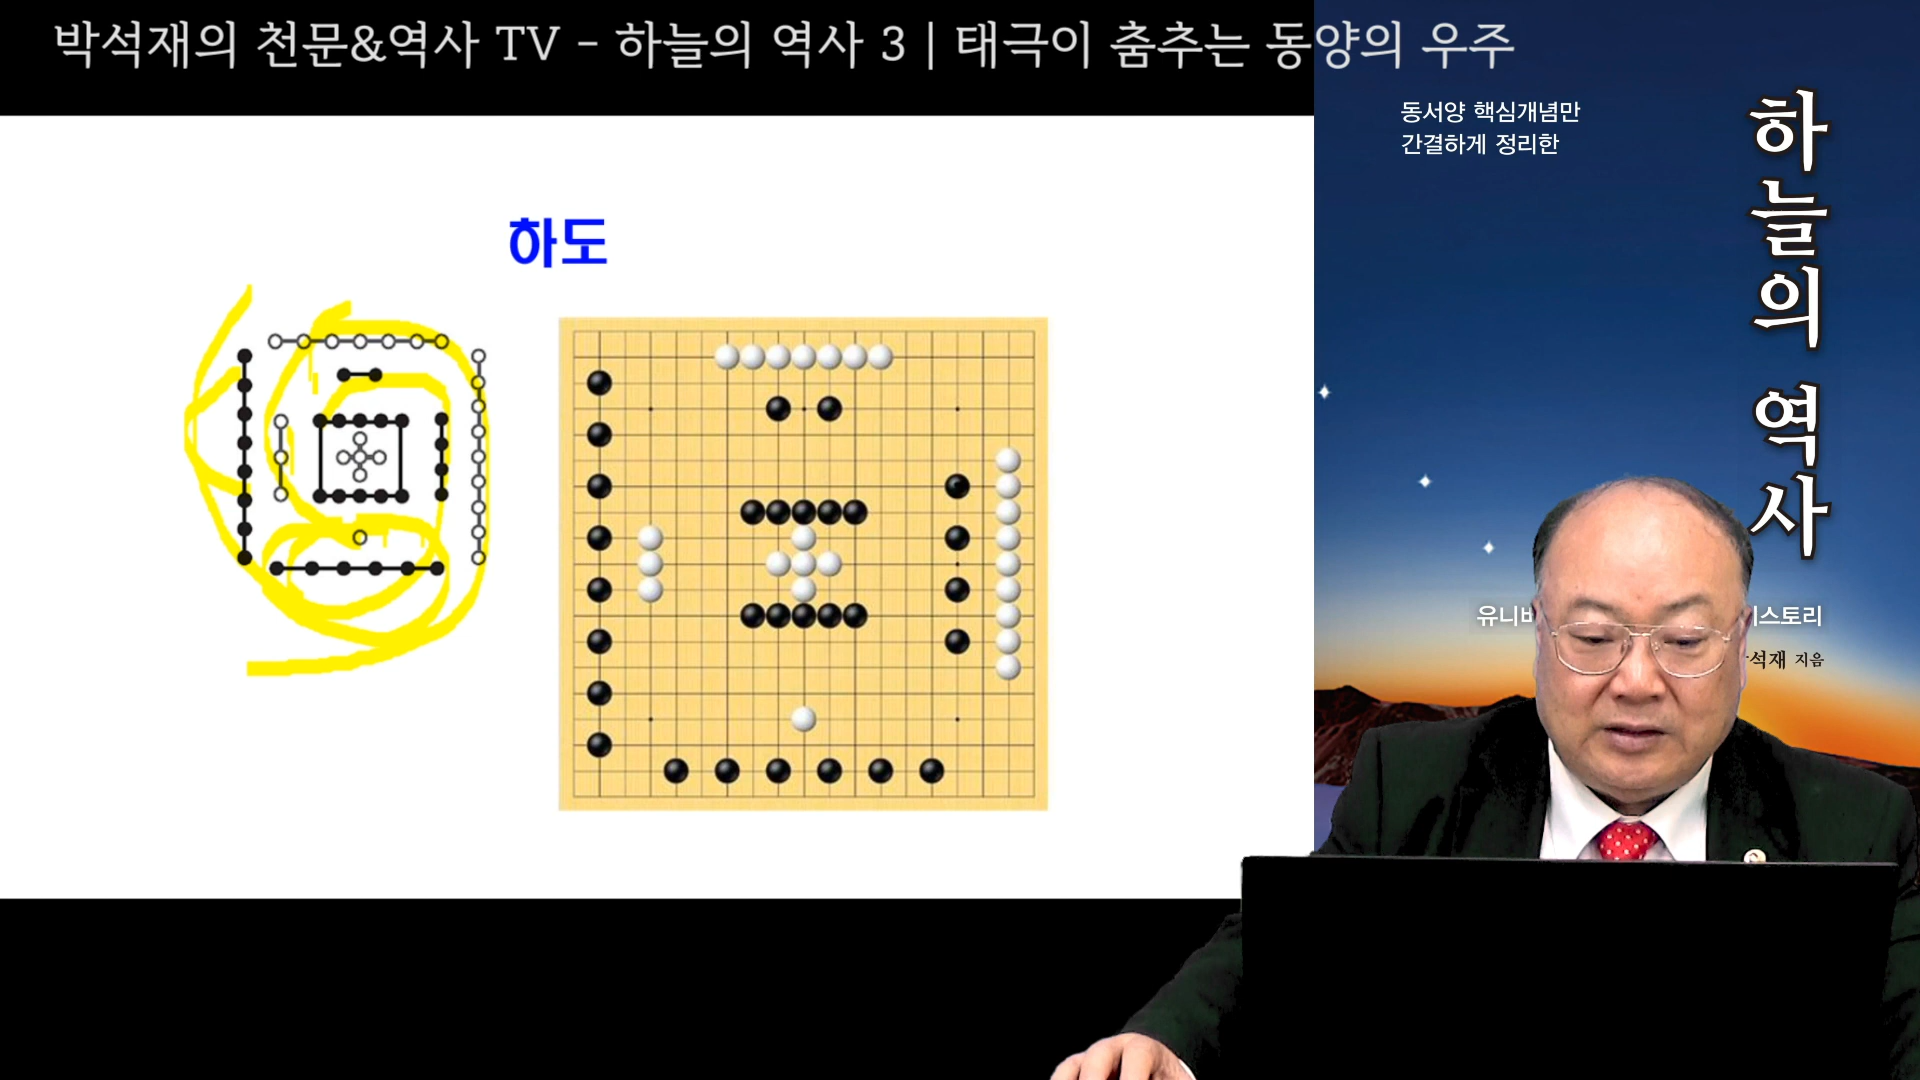 박석재의 천문&역사 TV - 하늘의 역사 3 | 태극이 춤추는 동양의 우주
동서양 핵심개념만
간결하게 정리한
하늘의 역사
하도
유니버
히스토리
석재 지음